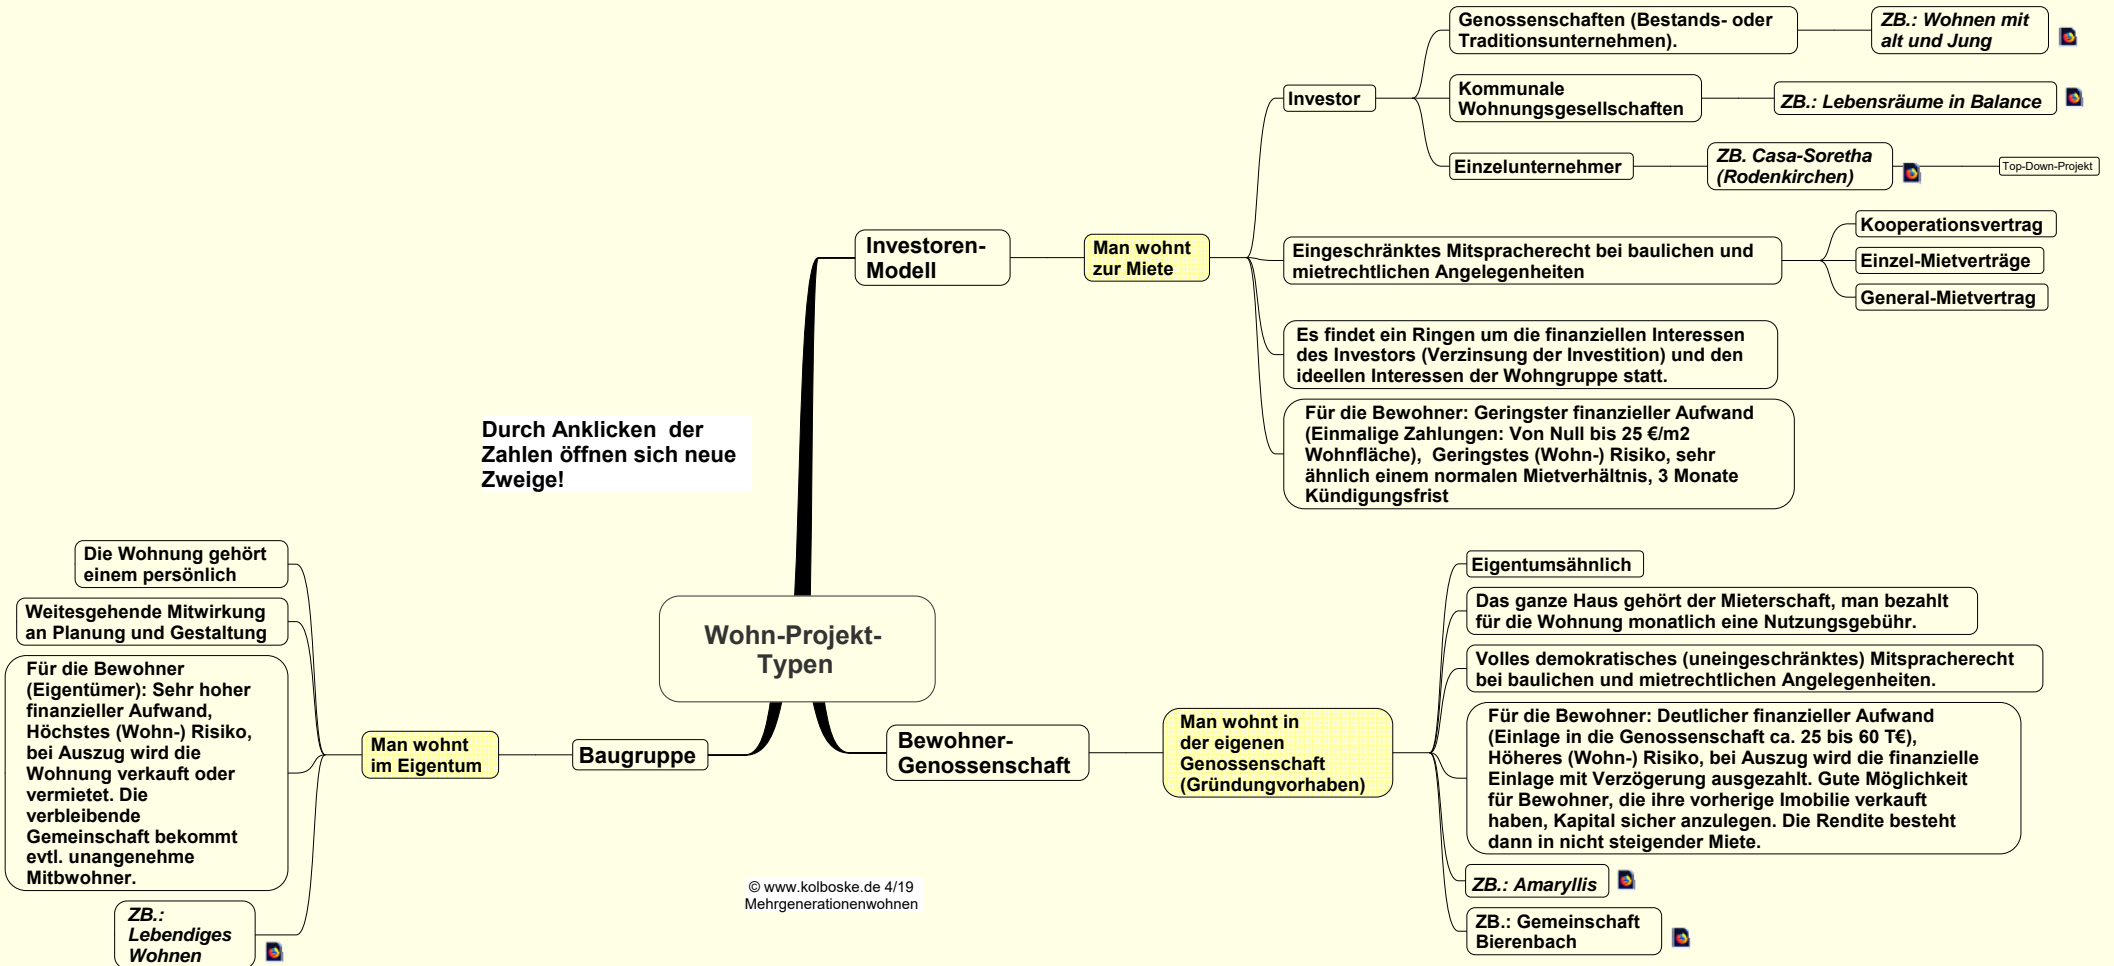 Genossenschaften (Bestands- oder
Traditionsunternehmen).
ZB.: Wohnen mit
alt und Jung
Investor
Kommunale
Wohnungsgesellschaften
ZB.: Lebensräume in Balance
Einzelunternehmer
ZB. Casa-Soretha
(Rodenkirchen)
Top-Down-Projekt
Investoren-
Modell
Man wohnt
zur Miete
Eingeschränktes Mitspracherecht bei baulichen und
mietrechtlichen Angelegenheiten
Kooperationsvertrag
Einzel-Mietverträge
General-Mietvertrag
Es findet ein Ringen um die finanziellen Interessen
des Investors (Verzinsung der Investition) und den
ideellen Interessen der Wohngruppe statt.
Für die Bewohner: Geringster finanzieller Aufwand
(Einmalige Zahlungen: Von Null bis 25 €/m2
Wohnfläche),  Geringstes (Wohn-) Risiko, sehr
ähnlich einem normalen Mietverhältnis, 3 Monate
Kündigungsfrist
Durch Anklicken  der
Zahlen öffnen sich neue
Zweige!
Wohn-Projekt-
Typen
Die Wohnung gehört
einem persönlich
Weitesgehende Mitwirkung
an Planung und Gestaltung
Für die Bewohner
(Eigentümer): Sehr hoher
finanzieller Aufwand,
Höchstes (Wohn-) Risiko,
bei Auszug wird die
Wohnung verkauft oder
vermietet. Die
verbleibende
Gemeinschaft bekommt
evtl. unangenehme
Mitbwohner.
ZB.:
Lebendiges
Wohnen
Man wohnt
im Eigentum
Baugruppe
Bewohner-
Genossenschaft
Man wohnt in
der eigenen
Genossenschaft
(Gründungvorhaben)
Eigentumsähnlich
Das ganze Haus gehört der Mieterschaft, man bezahlt
für die Wohnung monatlich eine Nutzungsgebühr.
Volles demokratisches (uneingeschränktes) Mitspracherecht
bei baulichen und mietrechtlichen Angelegenheiten.
Für die Bewohner: Deutlicher finanzieller Aufwand
(Einlage in die Genossenschaft ca. 25 bis 60 T€),
Höheres (Wohn-) Risiko, bei Auszug wird die finanzielle
Einlage mit Verzögerung ausgezahlt. Gute Möglichkeit
für Bewohner, die ihre vorherige Imobilie verkauft
haben, Kapital sicher anzulegen. Die Rendite besteht
dann in nicht steigender Miete.
ZB.: Amaryllis
ZB.: Gemeinschaft
Bierenbach
© www.kolboske.de 4/19
Mehrgenerationenwohnen